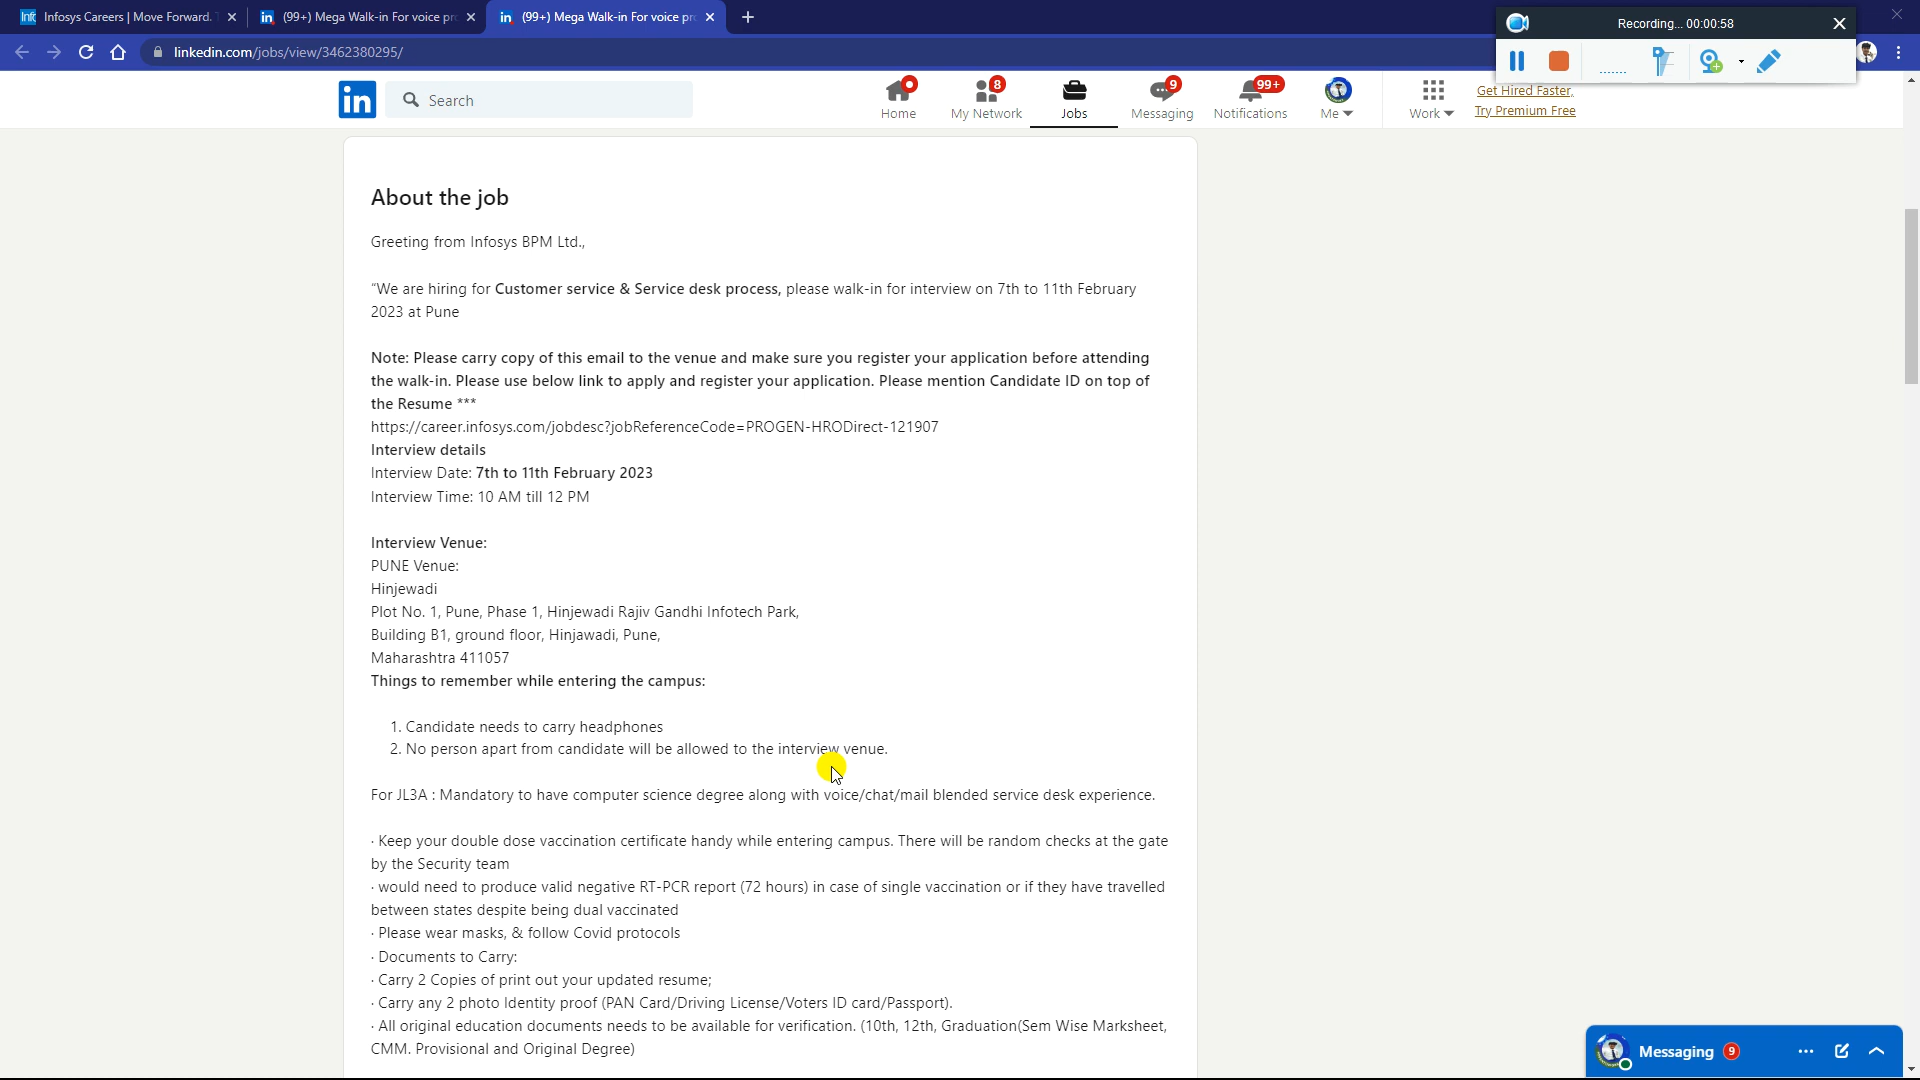 Infosys Careers | Move Forward. T
(99+) Mega Walk-in For voice pro
(99+) Mega Walk-in For voice pro
Recording... 00:00:58
linkedin.com/jobs/view/3462380295/
in
Search
Home
8
My Network
Jobs
9
Messaging
99+
Notifications
Me
Work
Get Hired Faster,
Try Premium Free
About the job
Greeting from Infosys BPM Ltd.,
“We are hiring for Customer service & Service desk process, please walk-in for interview on 7th to 11th February
2023 at Pune
Note: Please carry copy of this email to the venue and make sure you register your application before attending
the walk-in. Please use below link to apply and register your application. Please mention Candidate ID on top of
the Resume ***
https://career.infosys.com/jobdesc?jobReferenceCode=PROGEN-HRODirect-121907
Interview details
Interview Date: 7th to 11th February 2023
Interview Time: 10 AM till 12 PM
Interview Venue:
PUNE Venue:
Hinjewadi
Plot No. 1, Pune, Phase 1, Hinjewadi Rajiv Gandhi Infotech Park,
Building B1, ground floor, Hinjawadi, Pune,
Maharashtra 411057
Things to remember while entering the campus:
1. Candidate needs to carry headphones
2. No person apart from candidate will be allowed to the interview venue.
For JL3A : Mandatory to have computer science degree along with voice/chat/mail blended service desk experience.
· Keep your double dose vaccination certificate handy while entering campus. There will be random checks at the gate
by the Security team
· would need to produce valid negative RT-PCR report (72 hours) in case of single vaccination or if they have travelled
between states despite being dual vaccinated
· Please wear masks, & follow Covid protocols
· Documents to Carry:
· Carry 2 Copies of print out your updated resume;
· Carry any 2 photo Identity proof (PAN Card/Driving License/Voters ID card/Passport).
· All original education documents needs to be available for verification. (10th, 12th, Graduation(Sem Wise Marksheet,
CMM. Provisional and Original Degree)
Messaging 9